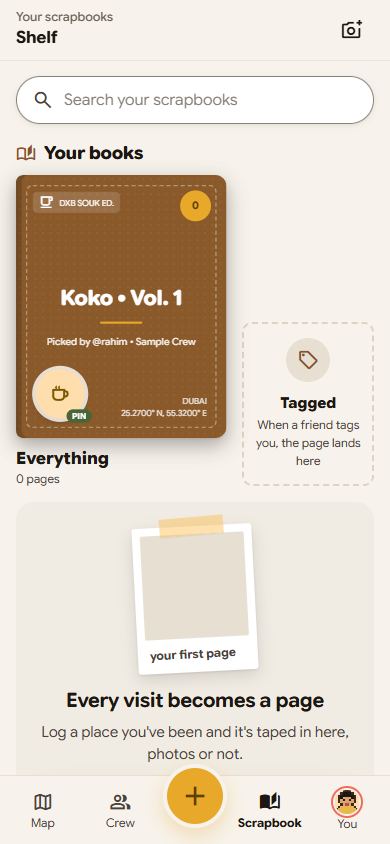 Your scrapbooks
Shelf
Search your scrapbooks
Your books
DXB SOUK ED.
0
Koko • Vol. 1
Picked by @rahim • Sample Crew
PIN
DUBAI
25.2700° N, 55.3200° E
Everything
0 pages
Tagged
When a friend tags
you, the page lands
here
your first page
Every visit becomes a page
Log a place you've been and it's taped in here,
photos or not.
Map
Crew
Scrapbook
You